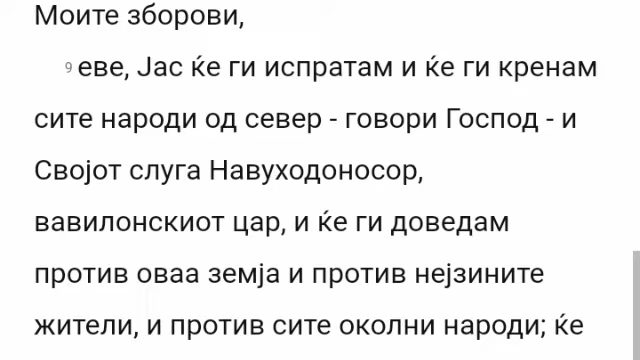 Моите зборови,
9 еве, Јас ќе ги испратам и ќе ги кренам
сите народи од север - говори Господ - и
Својот слуга Навуходоносор,
вавилонскиот цар, и ќе ги доведам
против оваа земја и против нејзините
жители, и против сите околни народи; ќе